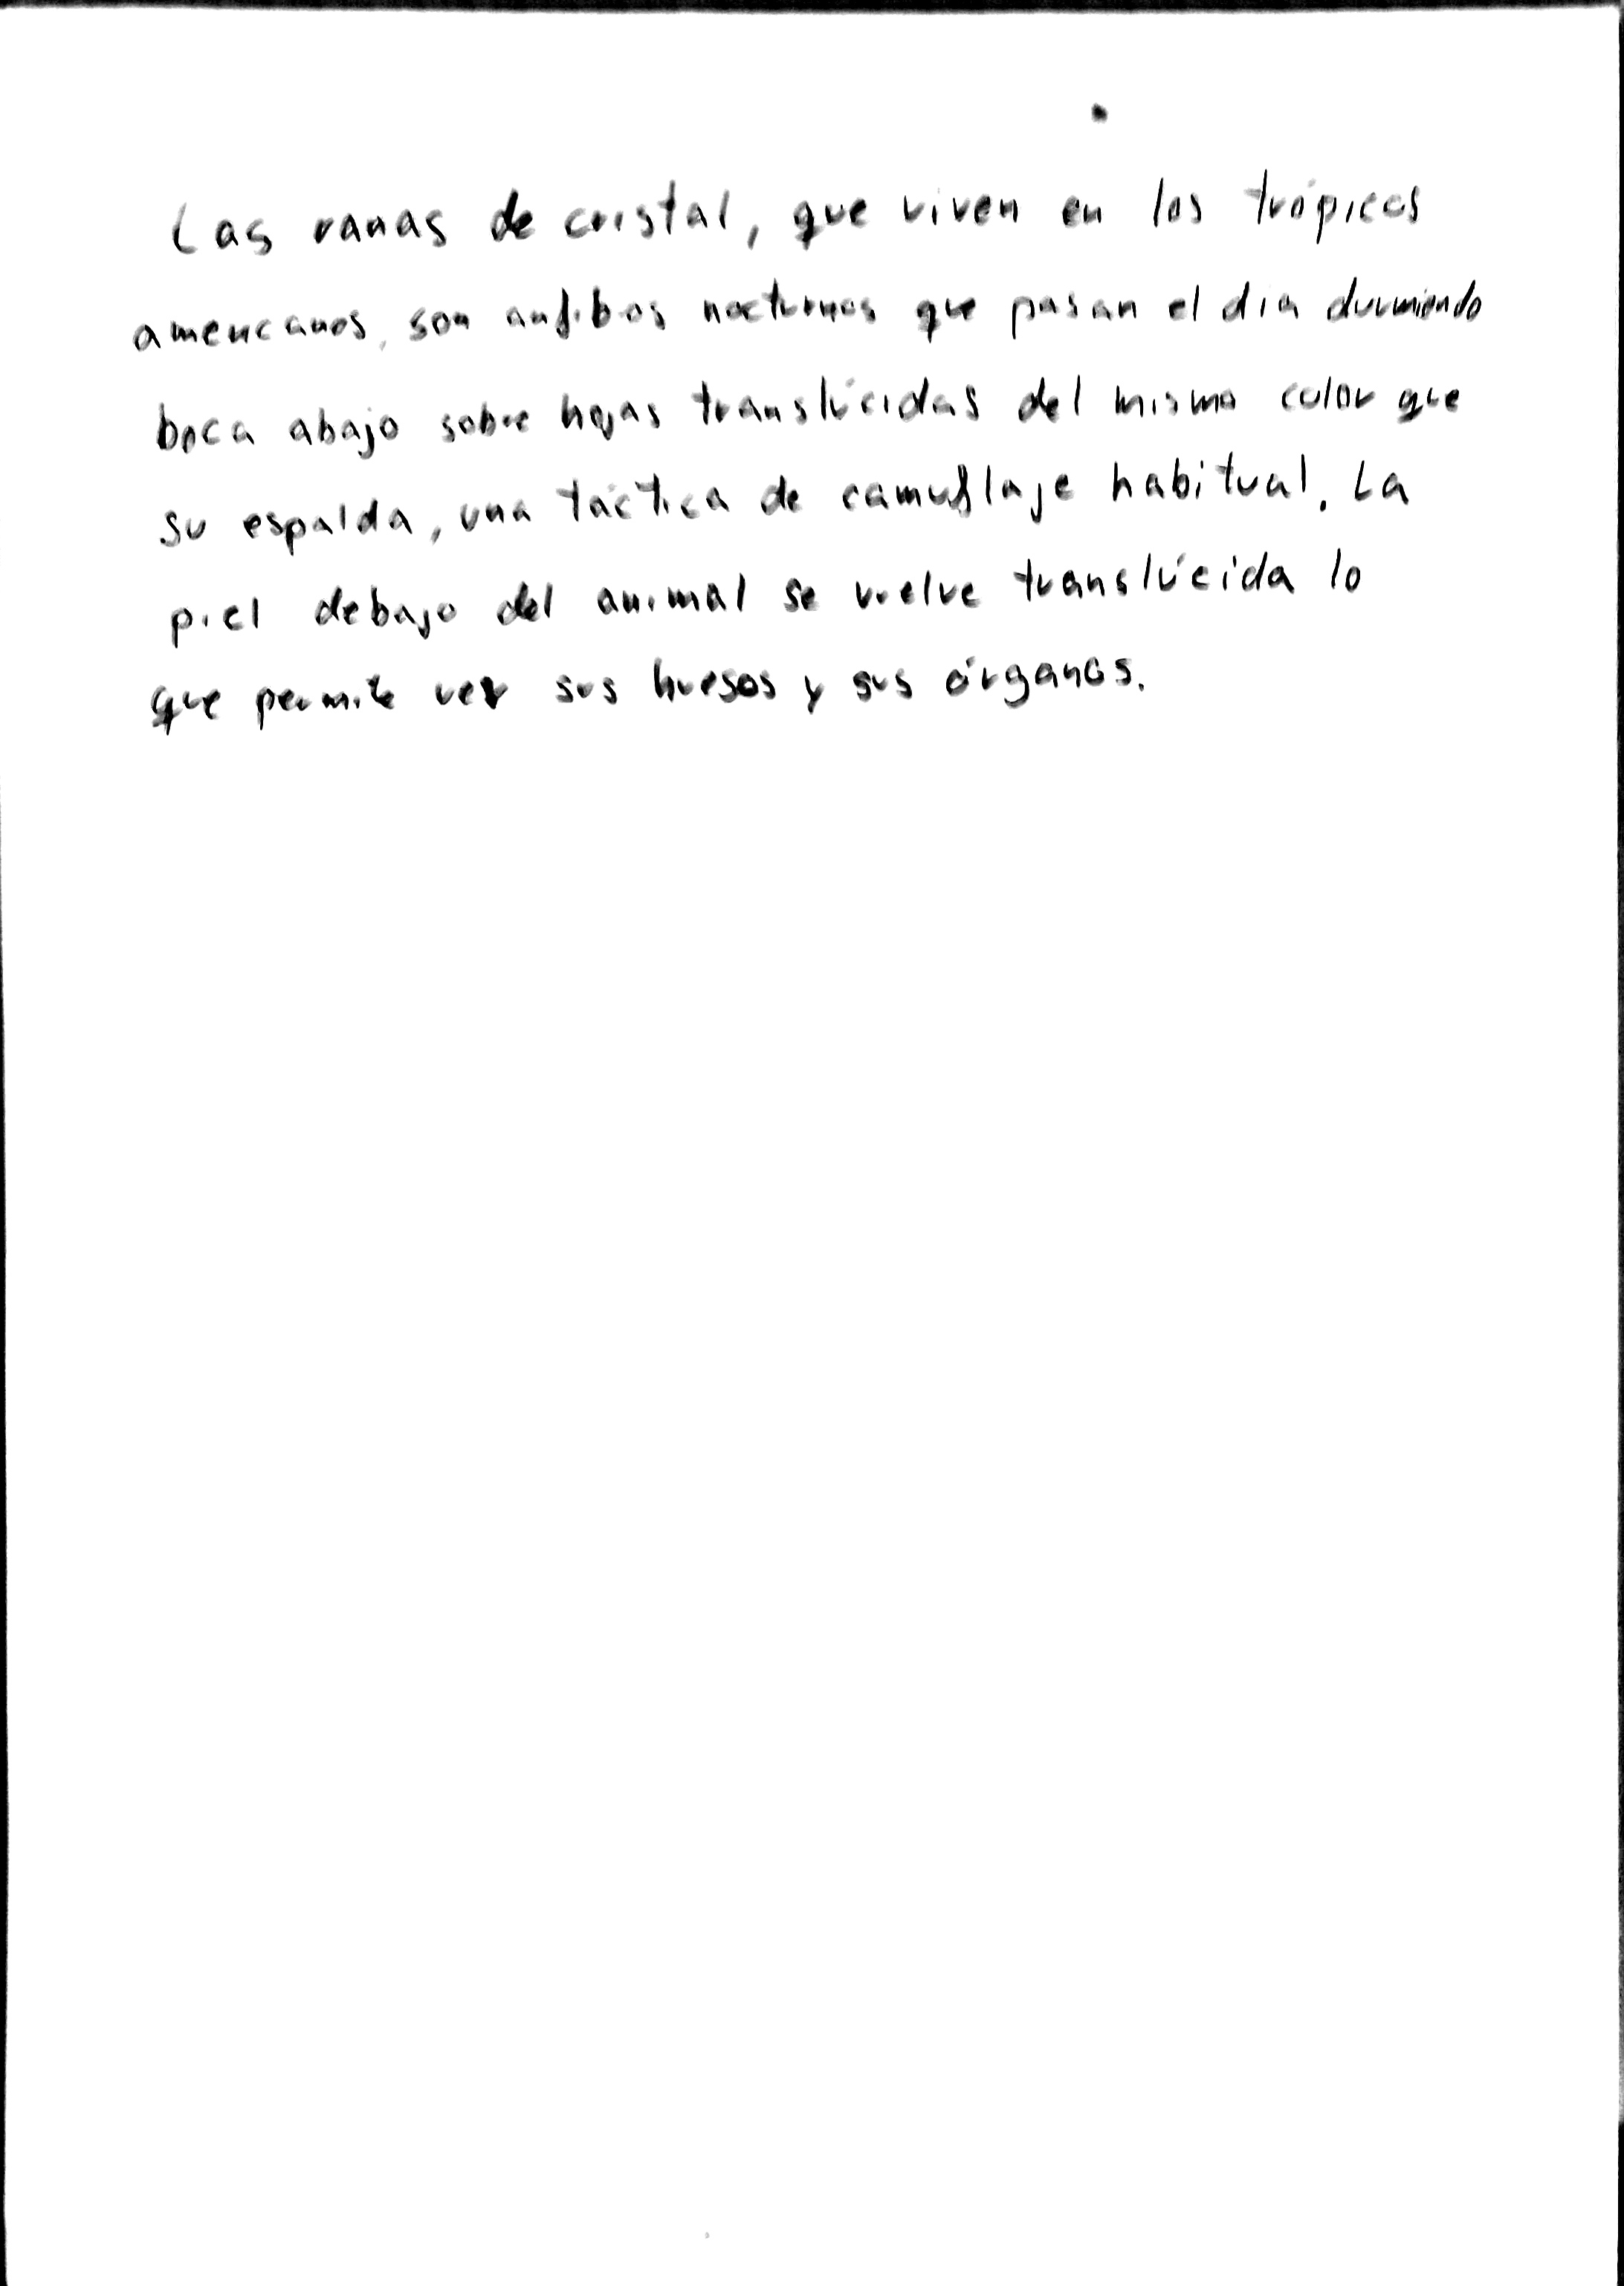 Las ranas de cristal, que viven en los trópicos
americanos, son anfibios nocturnos que pasan el día durmiendo
boca abajo sobre hojas translúcidas del mismo color que
su espalda, una táctica de camuflaje habitual. La
piel debajo del animal se vuelve translúcida lo
que permite ver sus huesos y sus órganos.